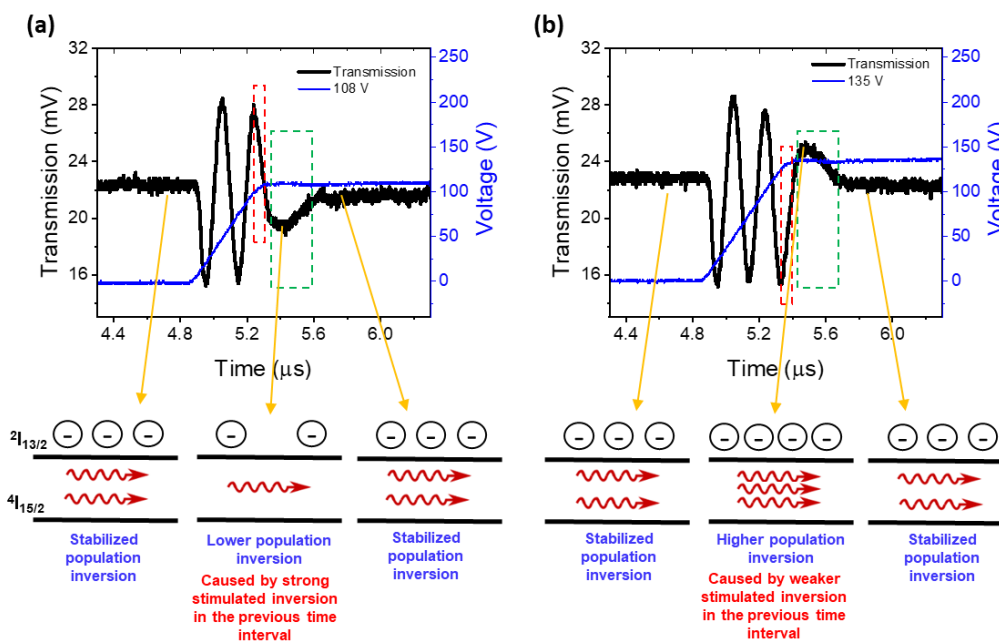 (a)
(b)
32
28
24
20
16
Transmission (mV)
Transmission
108 V
250
200
150
100
50
0
Voltage (V)
4.4 4.8 5.2 5.6 6.0
Time (μs)
32
28
24
20
16
Transmission (mV)
Transmission
135 V
250
200
150
100
50
0
Voltage (V)
4.4 4.8 5.2 5.6 6.0
Time (μs)
²I₁₃/₂
- - -
- -
- - -
- - -
- - - -
- - -
⁴I₁₅/₂
Stabilized
population
inversion
Lower population
inversion
Caused by strong
stimulated inversion
in the previous time
interval
Stabilized
population
inversion
Stabilized
population
inversion
Higher population
inversion
Caused by weaker
stimulated inversion
in the previous time
interval
Stabilized
population
inversion